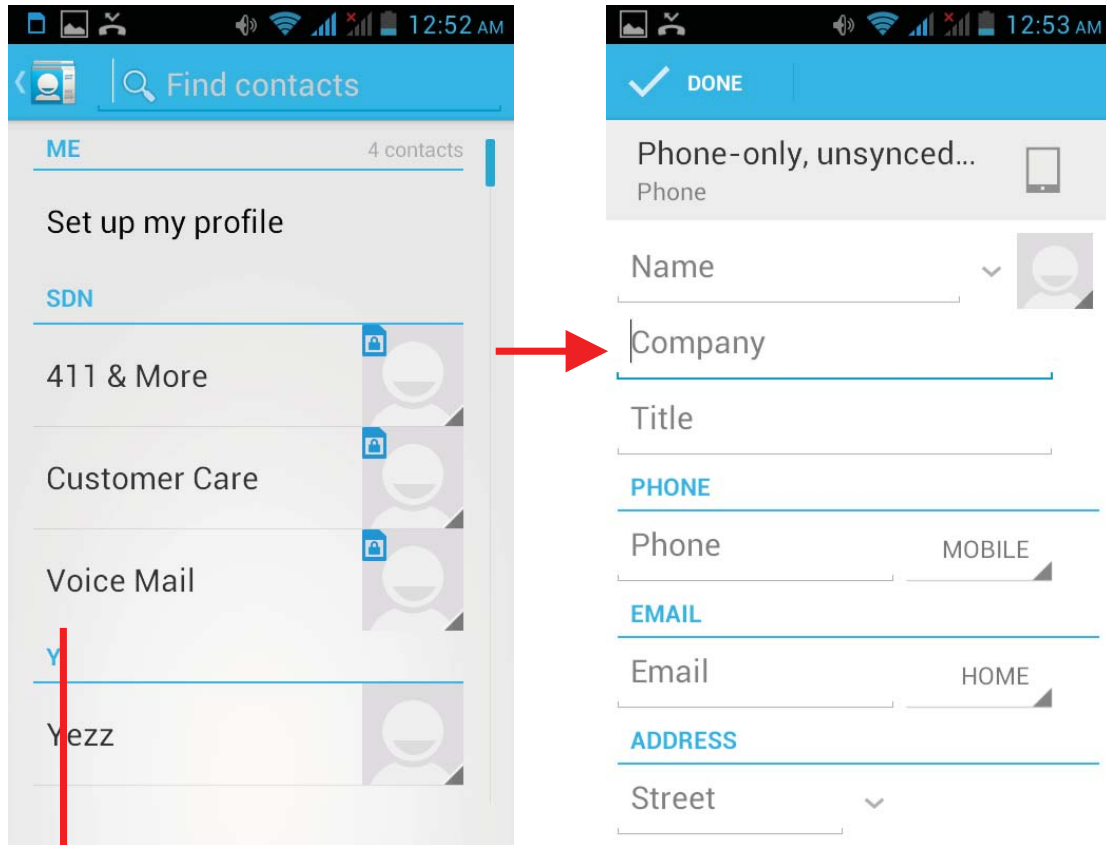 12:52 AM
Find contacts
ME 4 contacts
Set up my profile
SDN
411 & More
Customer Care
Voice Mail
Y
Yezz
12:53 AM
DONE
Phone-only, unsynced...
Phone
Name
Company
Title
PHONE
Phone MOBILE
EMAIL
Email HOME
ADDRESS
Street